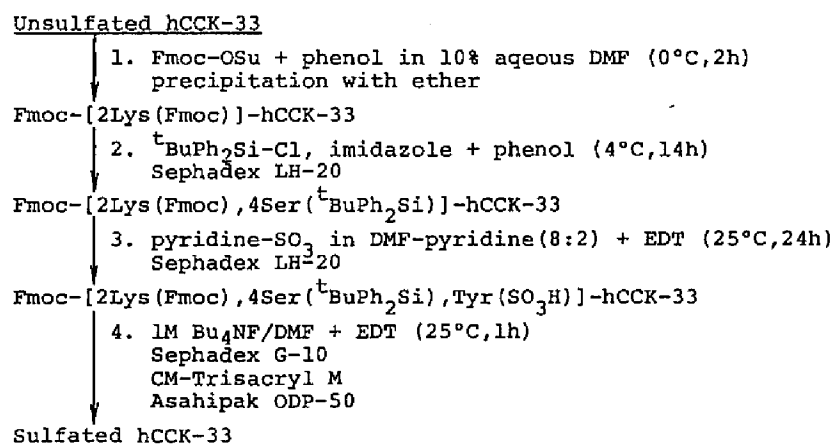 Unsulfated hCCK-33
1. Fmoc-OSu + phenol in 10% aqeous DMF (0°C,2h)
precipitation with ether
Fmoc-[2Lys(Fmoc)]-hCCK-33
2. tBuPh2Si-Cl, imidazole + phenol (4°C,14h)
Sephadex LH-20
Fmoc-[2Lys(Fmoc),4Ser(tBuPh2Si)]-hCCK-33
3. pyridine-SO3 in DMF-pyridine(8:2) + EDT (25°C,24h)
Sephadex LH-20
Fmoc-[2Lys(Fmoc),4Ser(tBuPh2Si),Tyr(SO3H)]-hCCK-33
4. 1M Bu4NF/DMF + EDT (25°C,1h)
Sephadex G-10
CM-Trisacryl M
Asahipak ODP-50
Sulfated hCCK-33